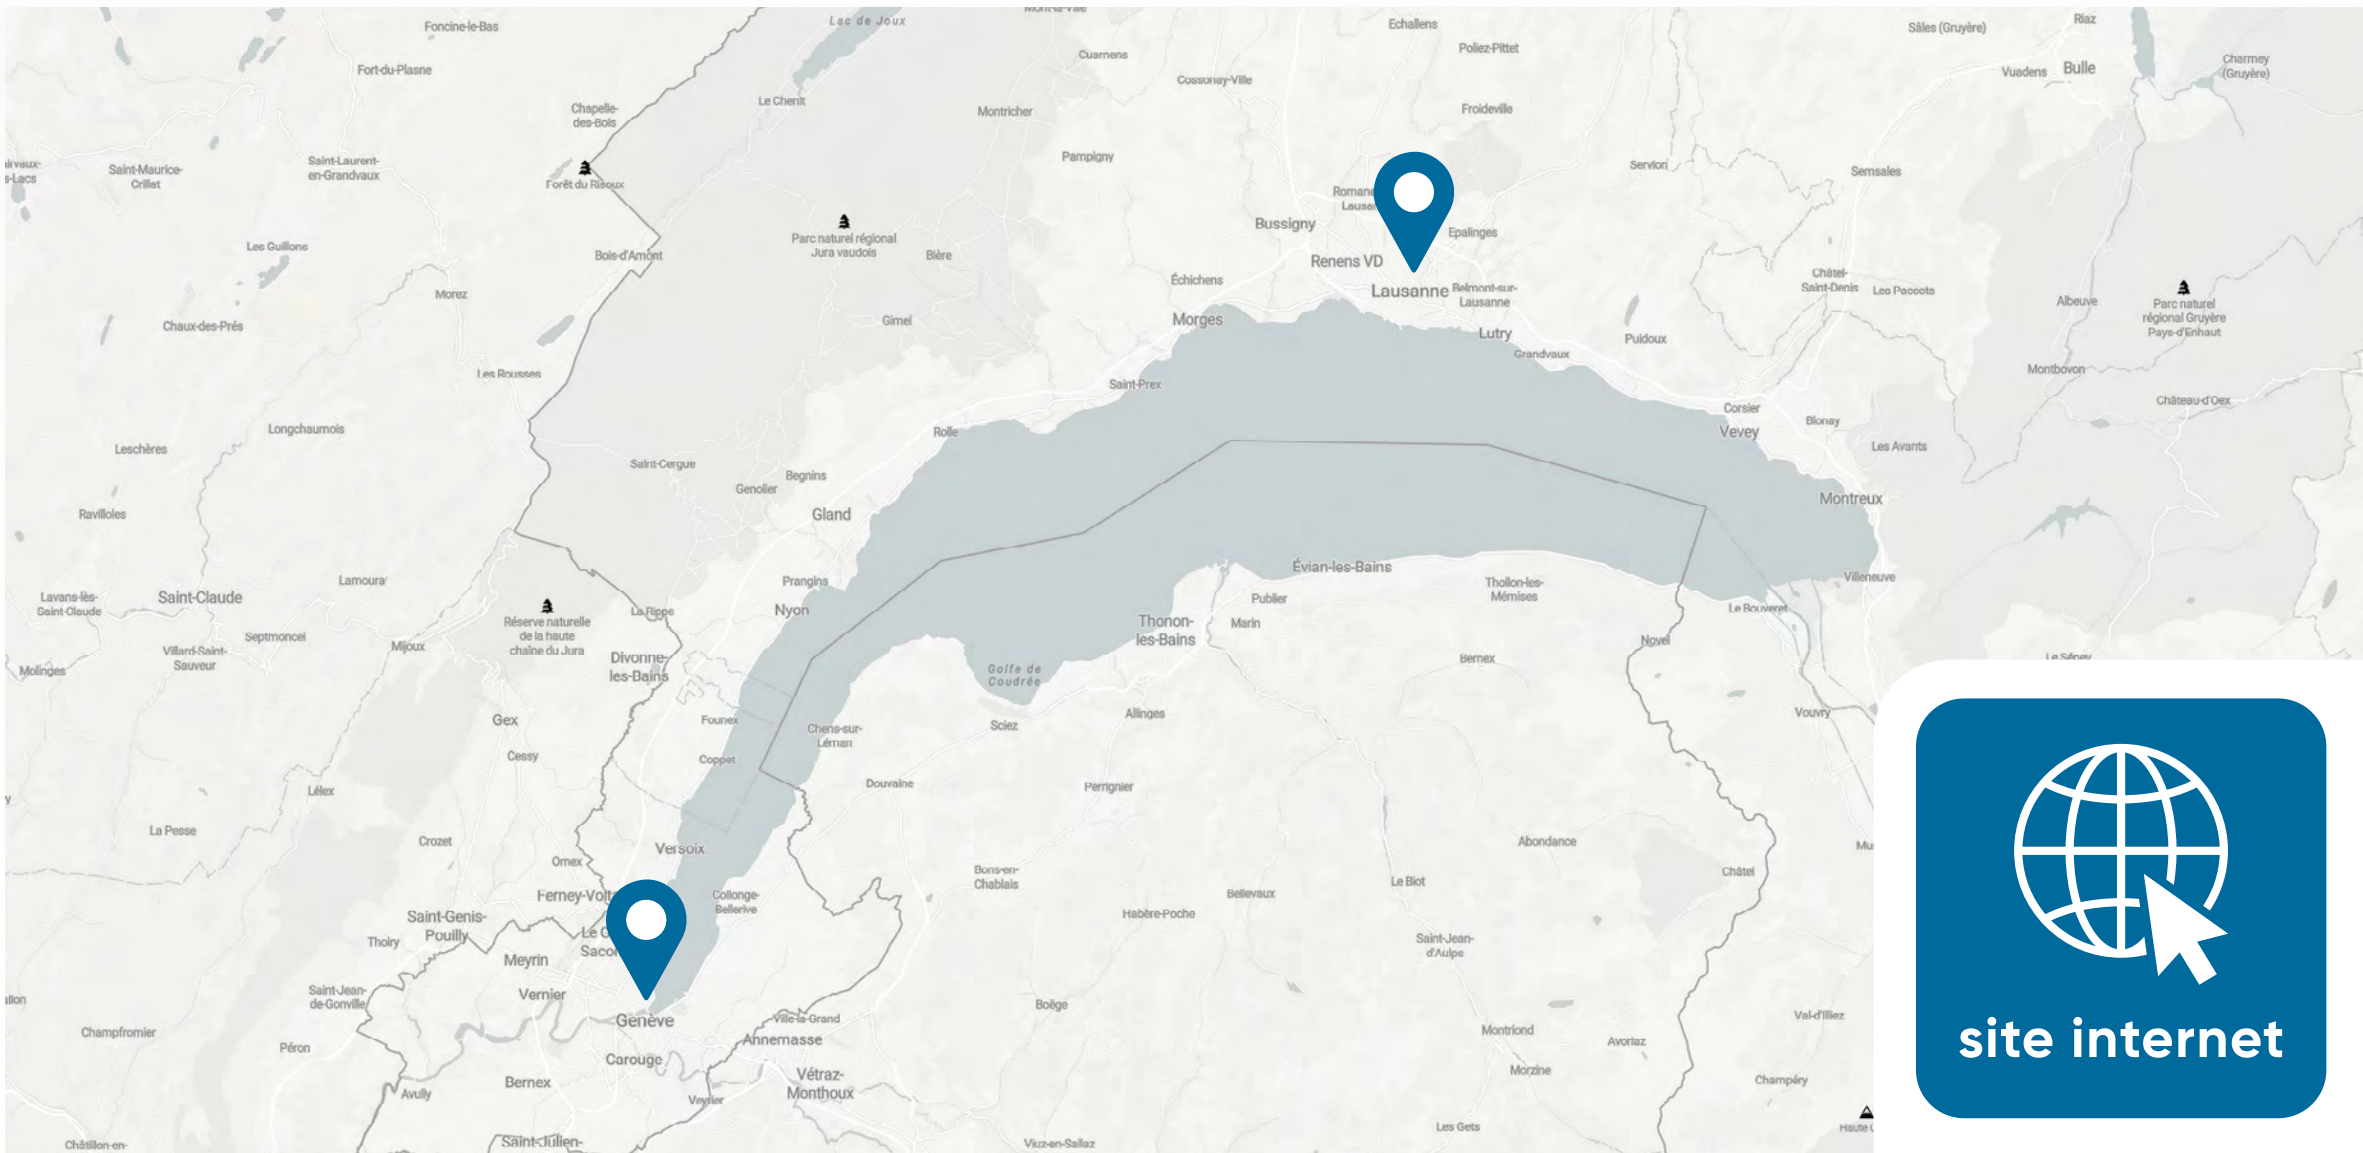 Foncine-le-Bas
Lac de Joux
Mont-la-Ville
Echallens
Sâles (Gruyère)
Riaz
Fort-du-Plasne
Cuarnens
Poliez-Pittet
Vuadens
Bulle
Charmey
(Gruyère)
Chapelle-
des-Bois
Le Chenit
Montricher
Cossonay-Ville
Froideville
Saint-Maurice-
Crillat
Saint-Laurent-
en-Grandvaux
Forêt du Risoux
Pampigny
Servion
Semsales
Les Guillons
Bois-d'Amont
Parc naturel régional
Jura vaudois
Bière
Bussigny
Epalinges
Renens VD
Échichens
Lausanne
Belmont-sur-
Lausanne
Châtel-
Saint-Denis
Les Paccots
Albeuve
Parc naturel
régional Gruyère
Pays-d'Enhaut
Morez
Chaux-des-Prés
Gimel
Morges
Lutry
Grandvaux
Puidoux
Les Rousses
Saint-Prex
Montbovon
Château-d'Oex
Longchaumois
Rolle
Corsier
Vevey
Blonay
Les Avants
Leschères
Saint-Cergue
Begnins
Genolier
Gland
Montreux
Ravilloles
Lamoura
Prangins
Nyon
Évian-les-Bains
Thollon-les-
Mémises
Villeneuve
Lavans-lès-
Saint-Claude
Saint-Claude
Réserve naturelle
de la haute
chaîne du Jura
La Rippe
Publier
Marin
Thonon-
les-Bains
Le Bouveret
Novel
Septmoncel
Villard-Saint-
Sauveur
Mijoux
Molinges
Divonne-
les-Bains
Golfe de
Coudrée
Bernex
Gex
Founex
Chens-sur-
Léman
Sciez
Allinges
Vouvry
Cessy
Coppet
Douvaine
Perrignier
Lélex
La Pesse
Crozet
Ornex
Versoix
Abondance
Châtel
Bons-en-
Chablais
Le Biot
Bellevaux
Collonge-
Bellerive
Habère-Poche
Saint-Genis-
Pouilly
Thoiry
Meyrin
Vernier
Saint-Jean-
d'Aulps
Saint-Jean-
de-Gonville
Boëge
Genève
Ville-la-Grand
Annemasse
Champfromier
Péron
Carouge
Bernex
Vétraz-
Monthoux
Avully
Veyrier
Montriond
Avoriaz
Val-d'Illiez
Morzine
Champéry
Châtillon-en-
Saint-Julien-
Viuz-en-Sallaz
Les Gets
site internet